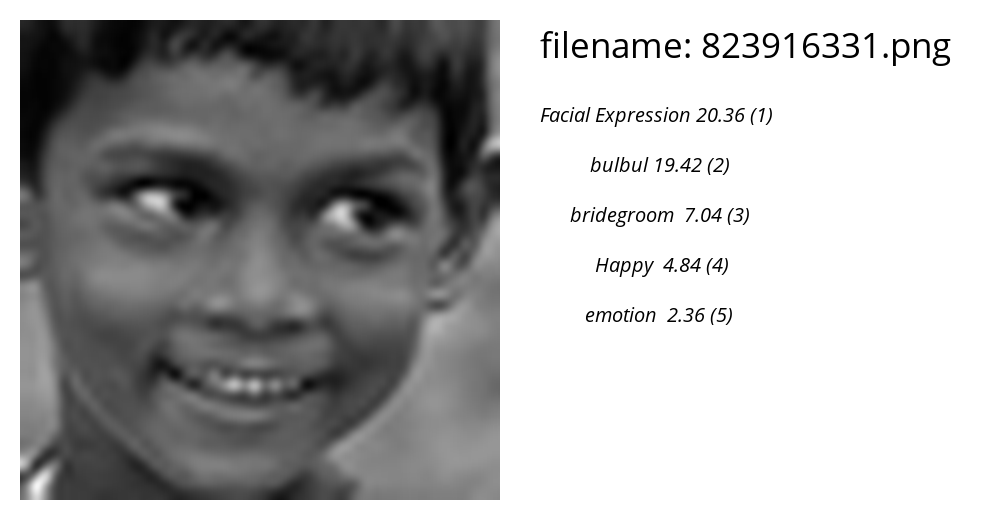 filename: 823916331.png
Facial Expression 20.36 (1)
bulbul 19.42 (2)
bridegroom  7.04 (3)
Happy  4.84 (4)
emotion  2.36 (5)